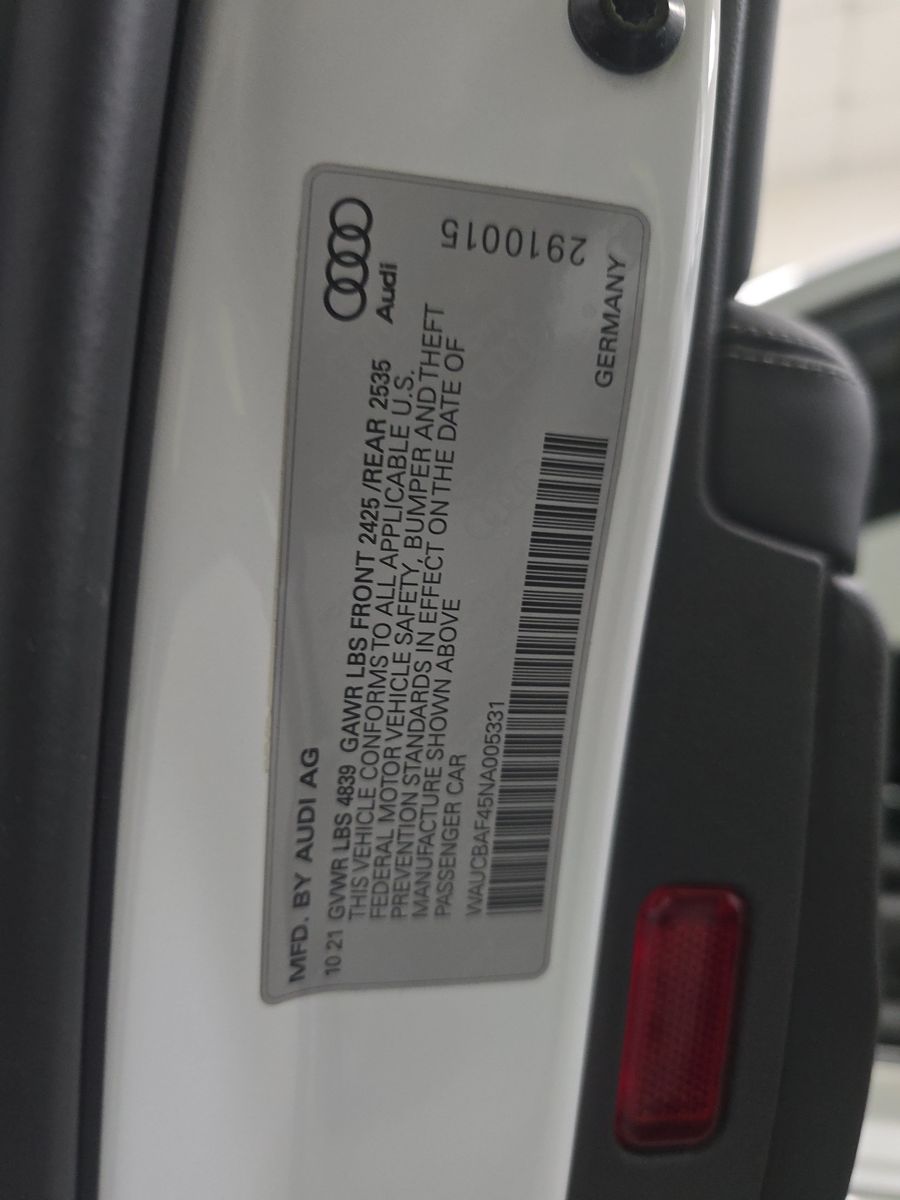 MFD. BY AUDI AG
10 21 GVWR LBS 4839 GAWR LBS FRONT 2425 /REAR 2535
THIS VEHICLE CONFORMS TO ALL APPLICABLE U.S.
FEDERAL MOTOR VEHICLE SAFETY, BUMPER AND THEFT
PREVENTION STANDARDS IN EFFECT ON THE DATE OF
MANUFACTURE SHOWN ABOVE
PASSENGER CAR
WAUCBAF45NA005331
Audi
2910015
GERMANY